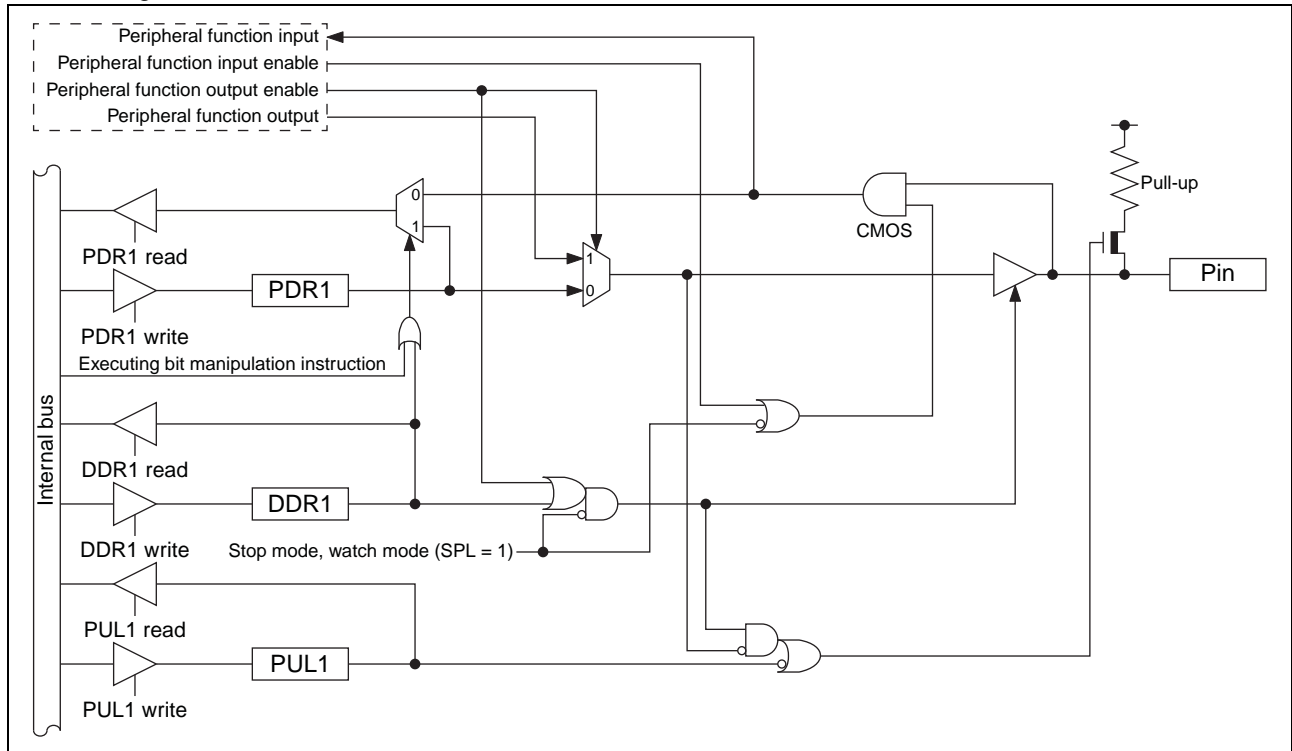 Peripheral function input
Peripheral function input enable
Peripheral function output enable
Peripheral function output
Pull-up
0
1
CMOS
PDR1 read
1
0
PDR1
Pin
PDR1 write
Executing bit manipulation instruction
Internal bus
DDR1 read
DDR1
DDR1 write
Stop mode, watch mode (SPL = 1)
PUL1 read
PUL1
PUL1 write